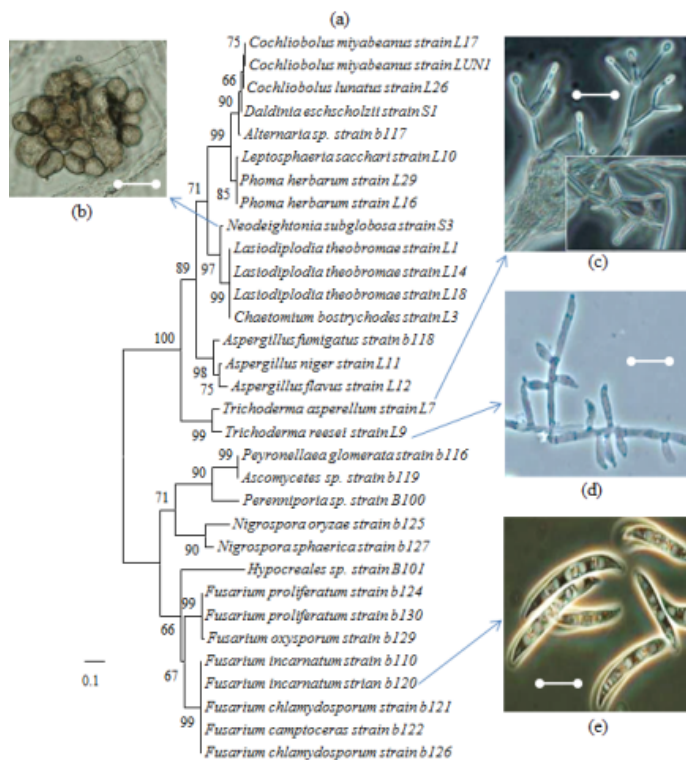 (a)
75
Cochliobolus miyabeanus strain L17
Cochliobolus miyabeanus strain LUN1
66
Cochliobolus lunatus strain L26
90
Daldinia eschscholzii strain S1
99
Alternaria sp. strain b117
Leptosphaeria sacchari strain L10
71
Phoma herbarum strain L29
85
Phoma herbarum strain L16
(b)
Neodeightonia subglobosa strain S3
(c)
Lasiodiplodia theobromae strain L1
89
97
Lasiodiplodia theobromae strain L14
99
Lasiodiplodia theobromae strain L18
Chaetomium bostrychodes strain L3
100
Aspergillus fumigatus strain b118
98
Aspergillus niger strain L11
75
Aspergillus flavus strain L12
Trichoderma asperellum strain L7
99
Trichoderma reesei strain L9
99
Peyronellaea glomerata strain b116
90
Ascomycetes sp. strain b119
(d)
71
Perenniporia sp. strain B100
Nigrospora oryzae strain b125
90
Nigrospora sphaerica strain b127
Hypocreales sp. strain B101
99
Fusarium proliferatum strain b124
66
Fusarium proliferatum strain b130
Fusarium oxysporum strain b129
0.1
67
Fusarium incarnatum strain b110
Fusarium incarnatum strian b120
99
Fusarium chlamydosporum strain b121
Fusarium camptoceras strain b122
(e)
Fusarium chlamydosporum strain b126